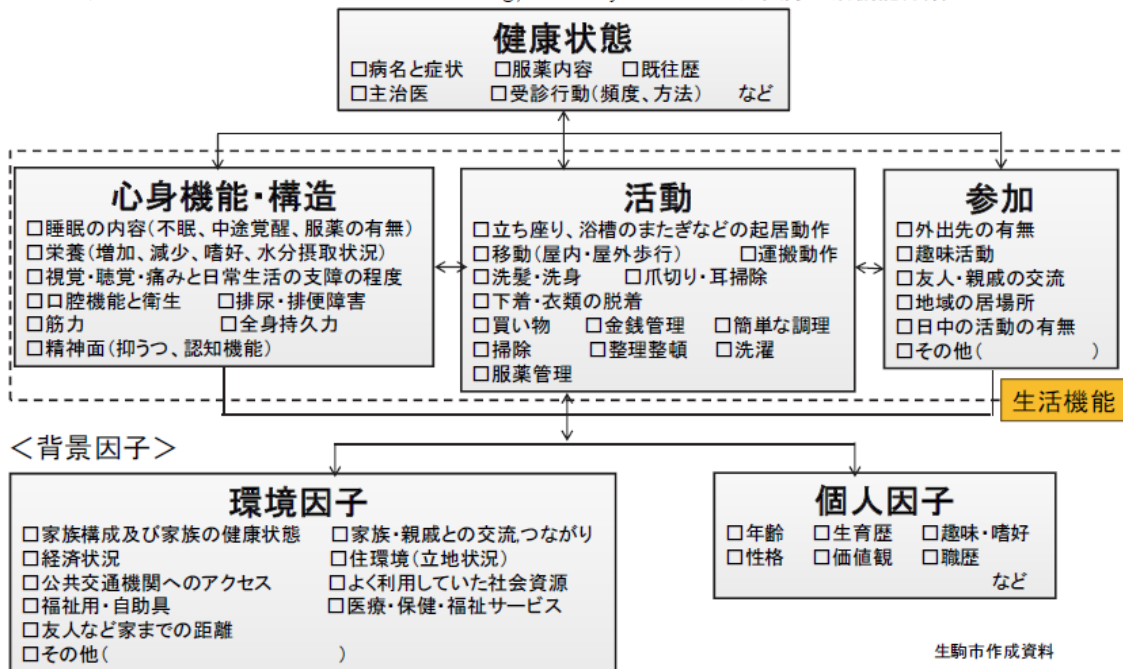 健康状態
□病名と症状 □服薬内容 □既往歴
□主治医 □受診行動(頻度、方法) など
心身機能・構造
□睡眠の内容(不眠、中途覚醒、服薬の有無)
□栄養(増加、減少、嗜好、水分摂取状況)
□視覚・聴覚・痛みと日常生活の支障の程度
□口腔機能と衛生 □排尿・排便障害
□筋力 □全身持久力
□精神面(抑うつ、認知機能)
活動
□立ち座り、浴槽のまたぎなどの起居動作
□移動(屋内・屋外歩行) □運搬動作
□洗髪・洗身 □爪切り・耳掃除
□下着・衣類の脱着
□買い物 □金銭管理 □簡単な調理
□掃除 □整理整頓 □洗濯
□服薬管理
参加
□外出先の有無
□趣味活動
□友人・親戚の交流
□地域の居場所
□日中の活動の有無
□その他( )
生活機能
＜背景因子＞
環境因子
□家族構成及び家族の健康状態 □家族・親戚との交流、つながり
□経済状況 □住環境(立地状況)
□公共交通機関へのアクセス □よく利用していた社会資源
□福祉用・自助具 □医療・保健・福祉サービス
□友人など家までの距離
□その他( )
個人因子
□年齢 □生育歴 □趣味・嗜好
□性格 □価値観 □職歴
など
生駒市作成資料